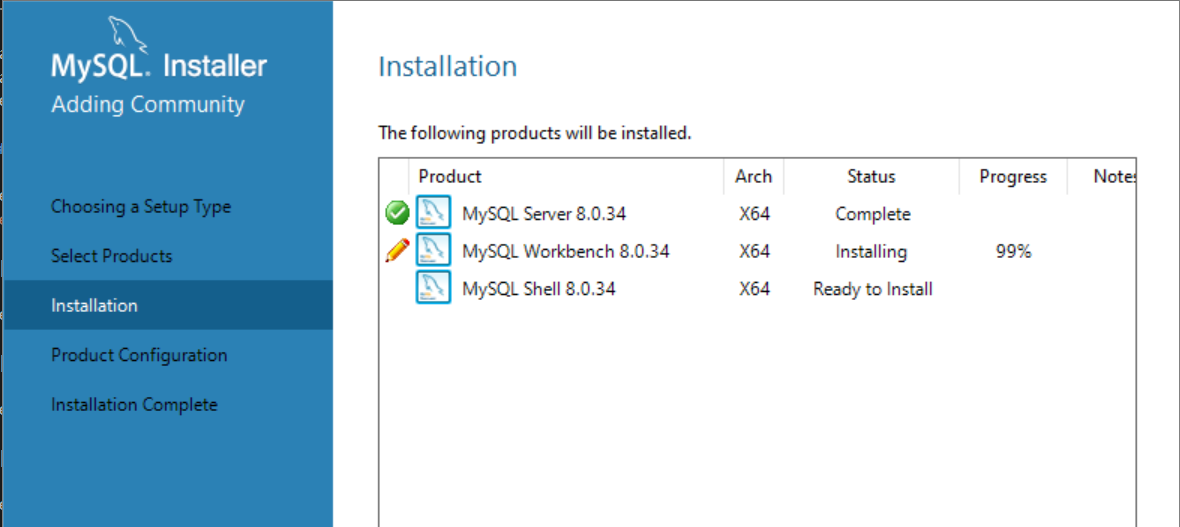 MySQL. Installer
Adding Community
Choosing a Setup Type
Select Products
Installation
Product Configuration
Installation Complete
Installation
The following products will be installed.
Product Arch Status Progress Notes
MySQL Server 8.0.34 X64 Complete
MySQL Workbench 8.0.34 X64 Installing 99%
MySQL Shell 8.0.34 X64 Ready to Install